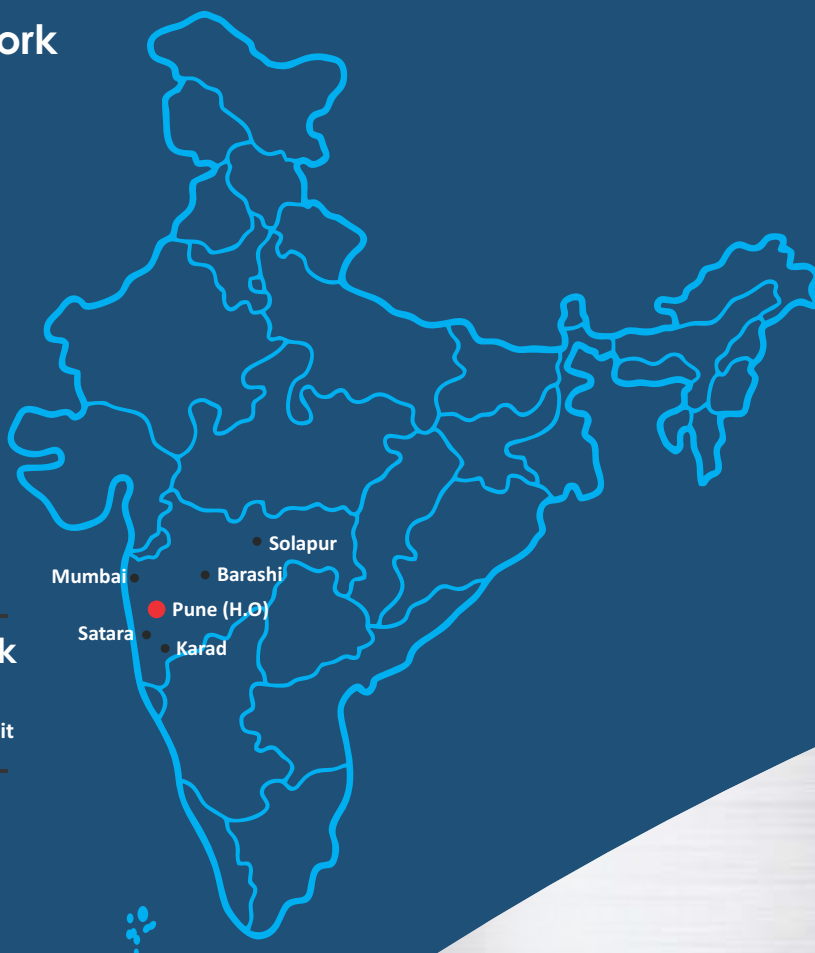 ork
Solapur
Mumbai
Barashi
Pune (H.O)
Satara
Karad
k
it